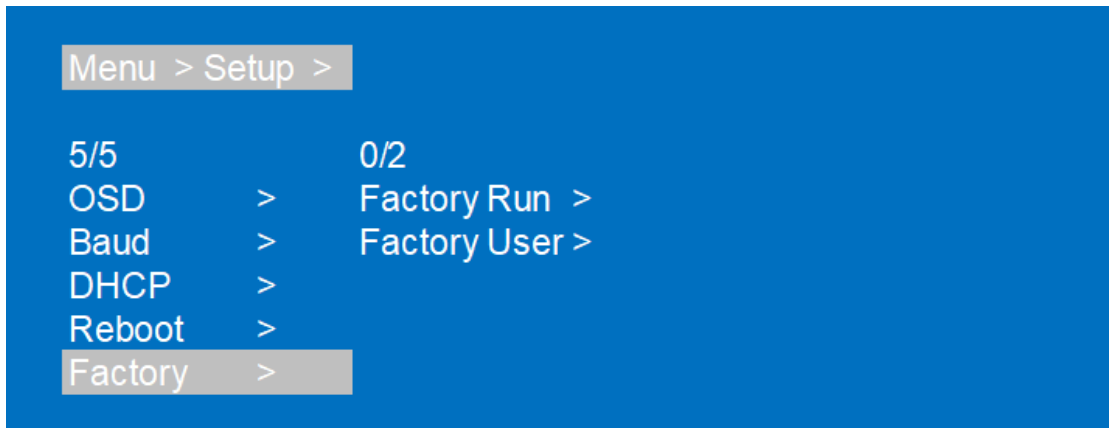 Menu > Setup >
5/5 0/2
OSD > Factory Run >
Baud > Factory User >
DHCP >
Reboot >
Factory >